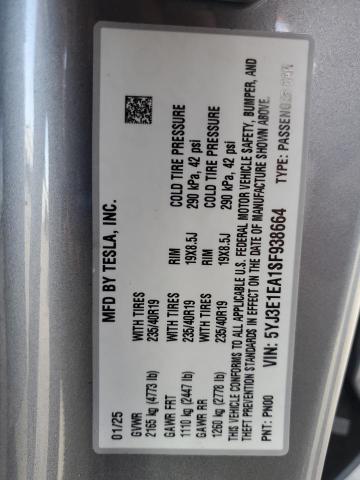 MFD BY TESLA, INC.
01/25
GVWR WITH TIRES RIM COLD TIRE PRESSURE
2165 kg (4773 lb) 235/40R19 19X8.5J 290 kPa, 42 psi
GAWR FRT WITH TIRES RIM COLD TIRE PRESSURE
1110 kg (2447 lb) 235/40R19 19X8.5J 290 kPa, 42 psi
GAWR RR
1260 kg (2778 lb) 235/40R19
THIS VEHICLE CONFORMS TO ALL APPLICABLE U.S. FEDERAL MOTOR VEHICLE SAFETY, BUMPER, AND
THEFT PREVENTION STANDARDS IN EFFECT ON THE DATE OF MANUFACTURE SHOWN ABOVE.
VIN: 5YJ3E1EA1SF938664
PNT: PN00 TYPE: PASSENGER